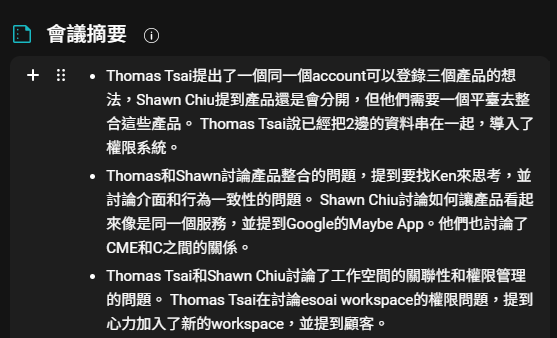 會議摘要
Thomas Tsai提出了一個同一個account可以登錄三個產品的想
法，Shawn Chiu提到產品還是會分開，但他們需要一個平臺去整
合這些產品。 Thomas Tsai說已經把2邊的資料串在一起，導入了
權限系統。
Thomas和Shawn討論產品整合的問題，提到要找Ken來思考，並
討論介面和行為一致性的問題。 Shawn Chiu討論如何讓產品看起
來像是同一個服務，並提到Google的Maybe App。他們也討論了
CME和C之間的關係。
Thomas Tsai和Shawn Chiu討論了工作空間的關聯性和權限管理
的問題。 Thomas Tsai在討論esoai workspace的權限問題，提到
心力加入了新的workspace，並提到顧客。